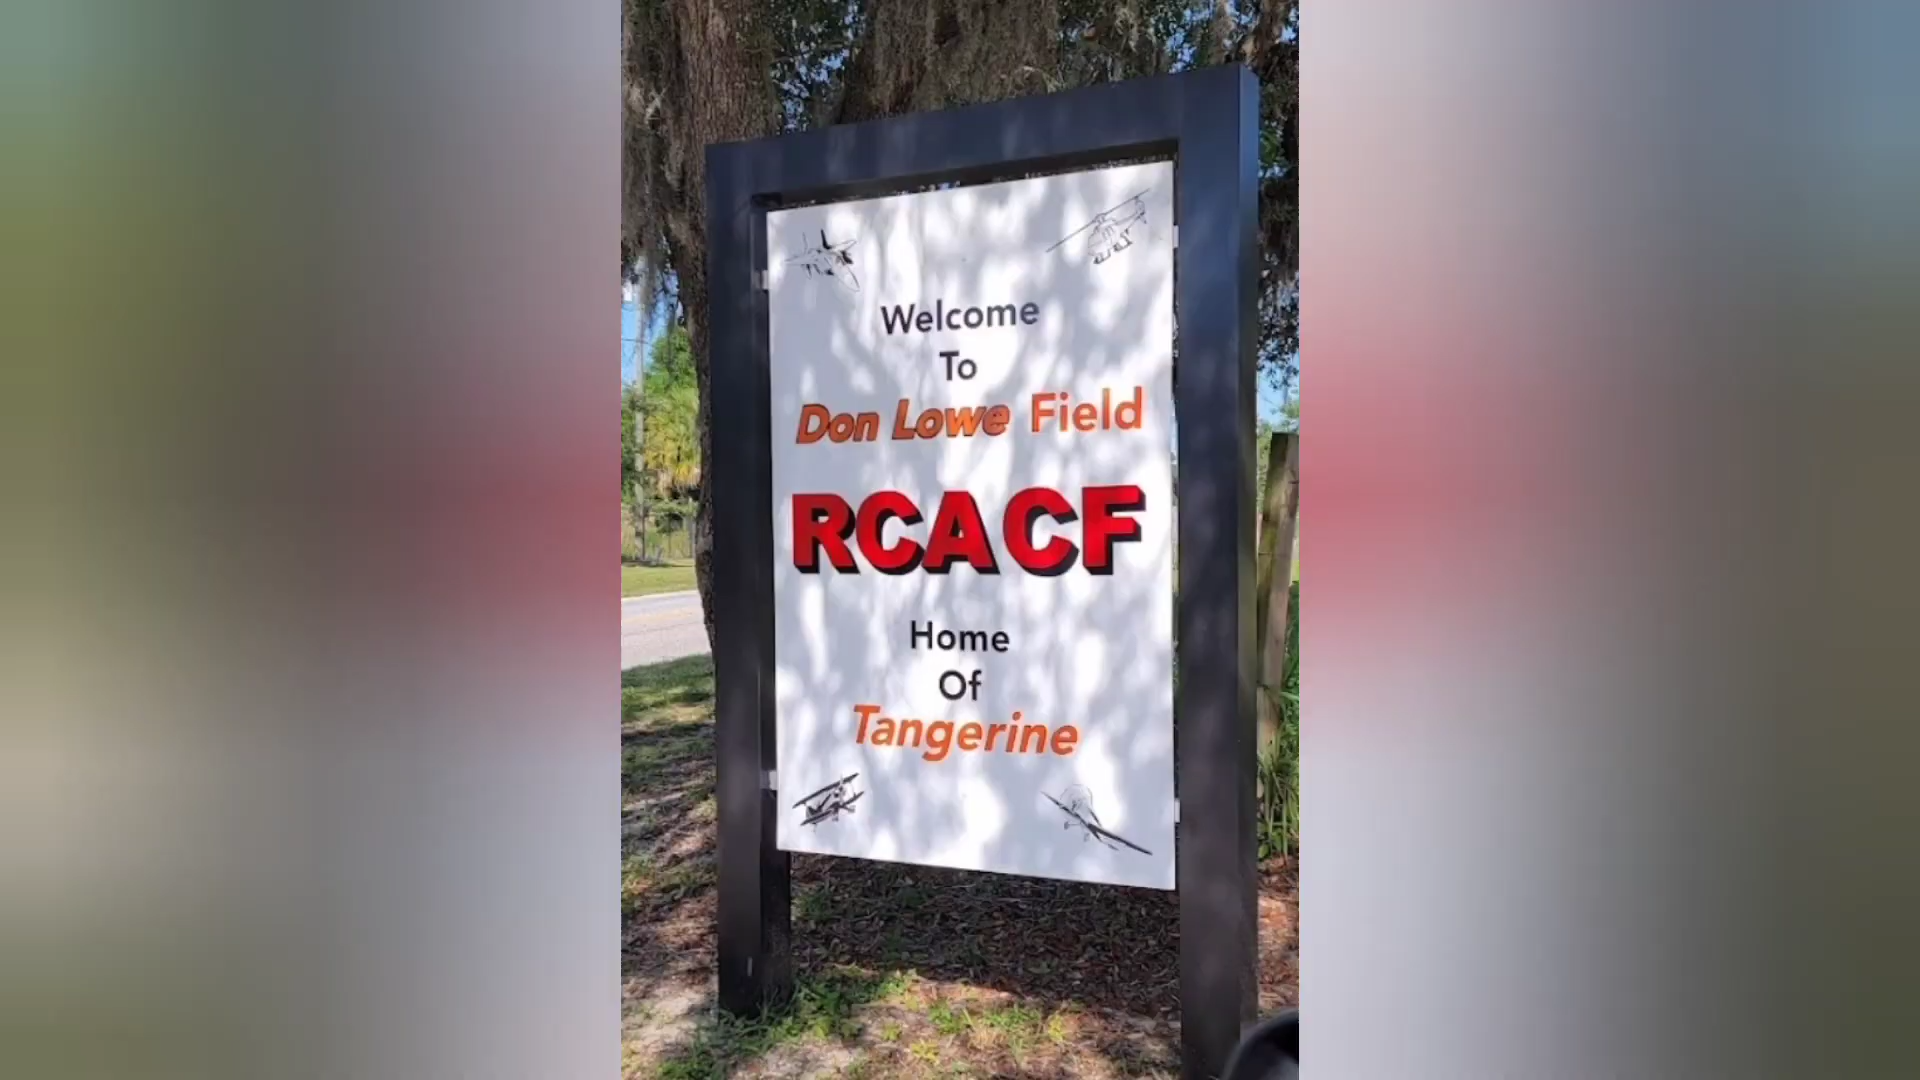 Welcome
To
Don Lowe Field
RCACF
Home
Of
Tangerine